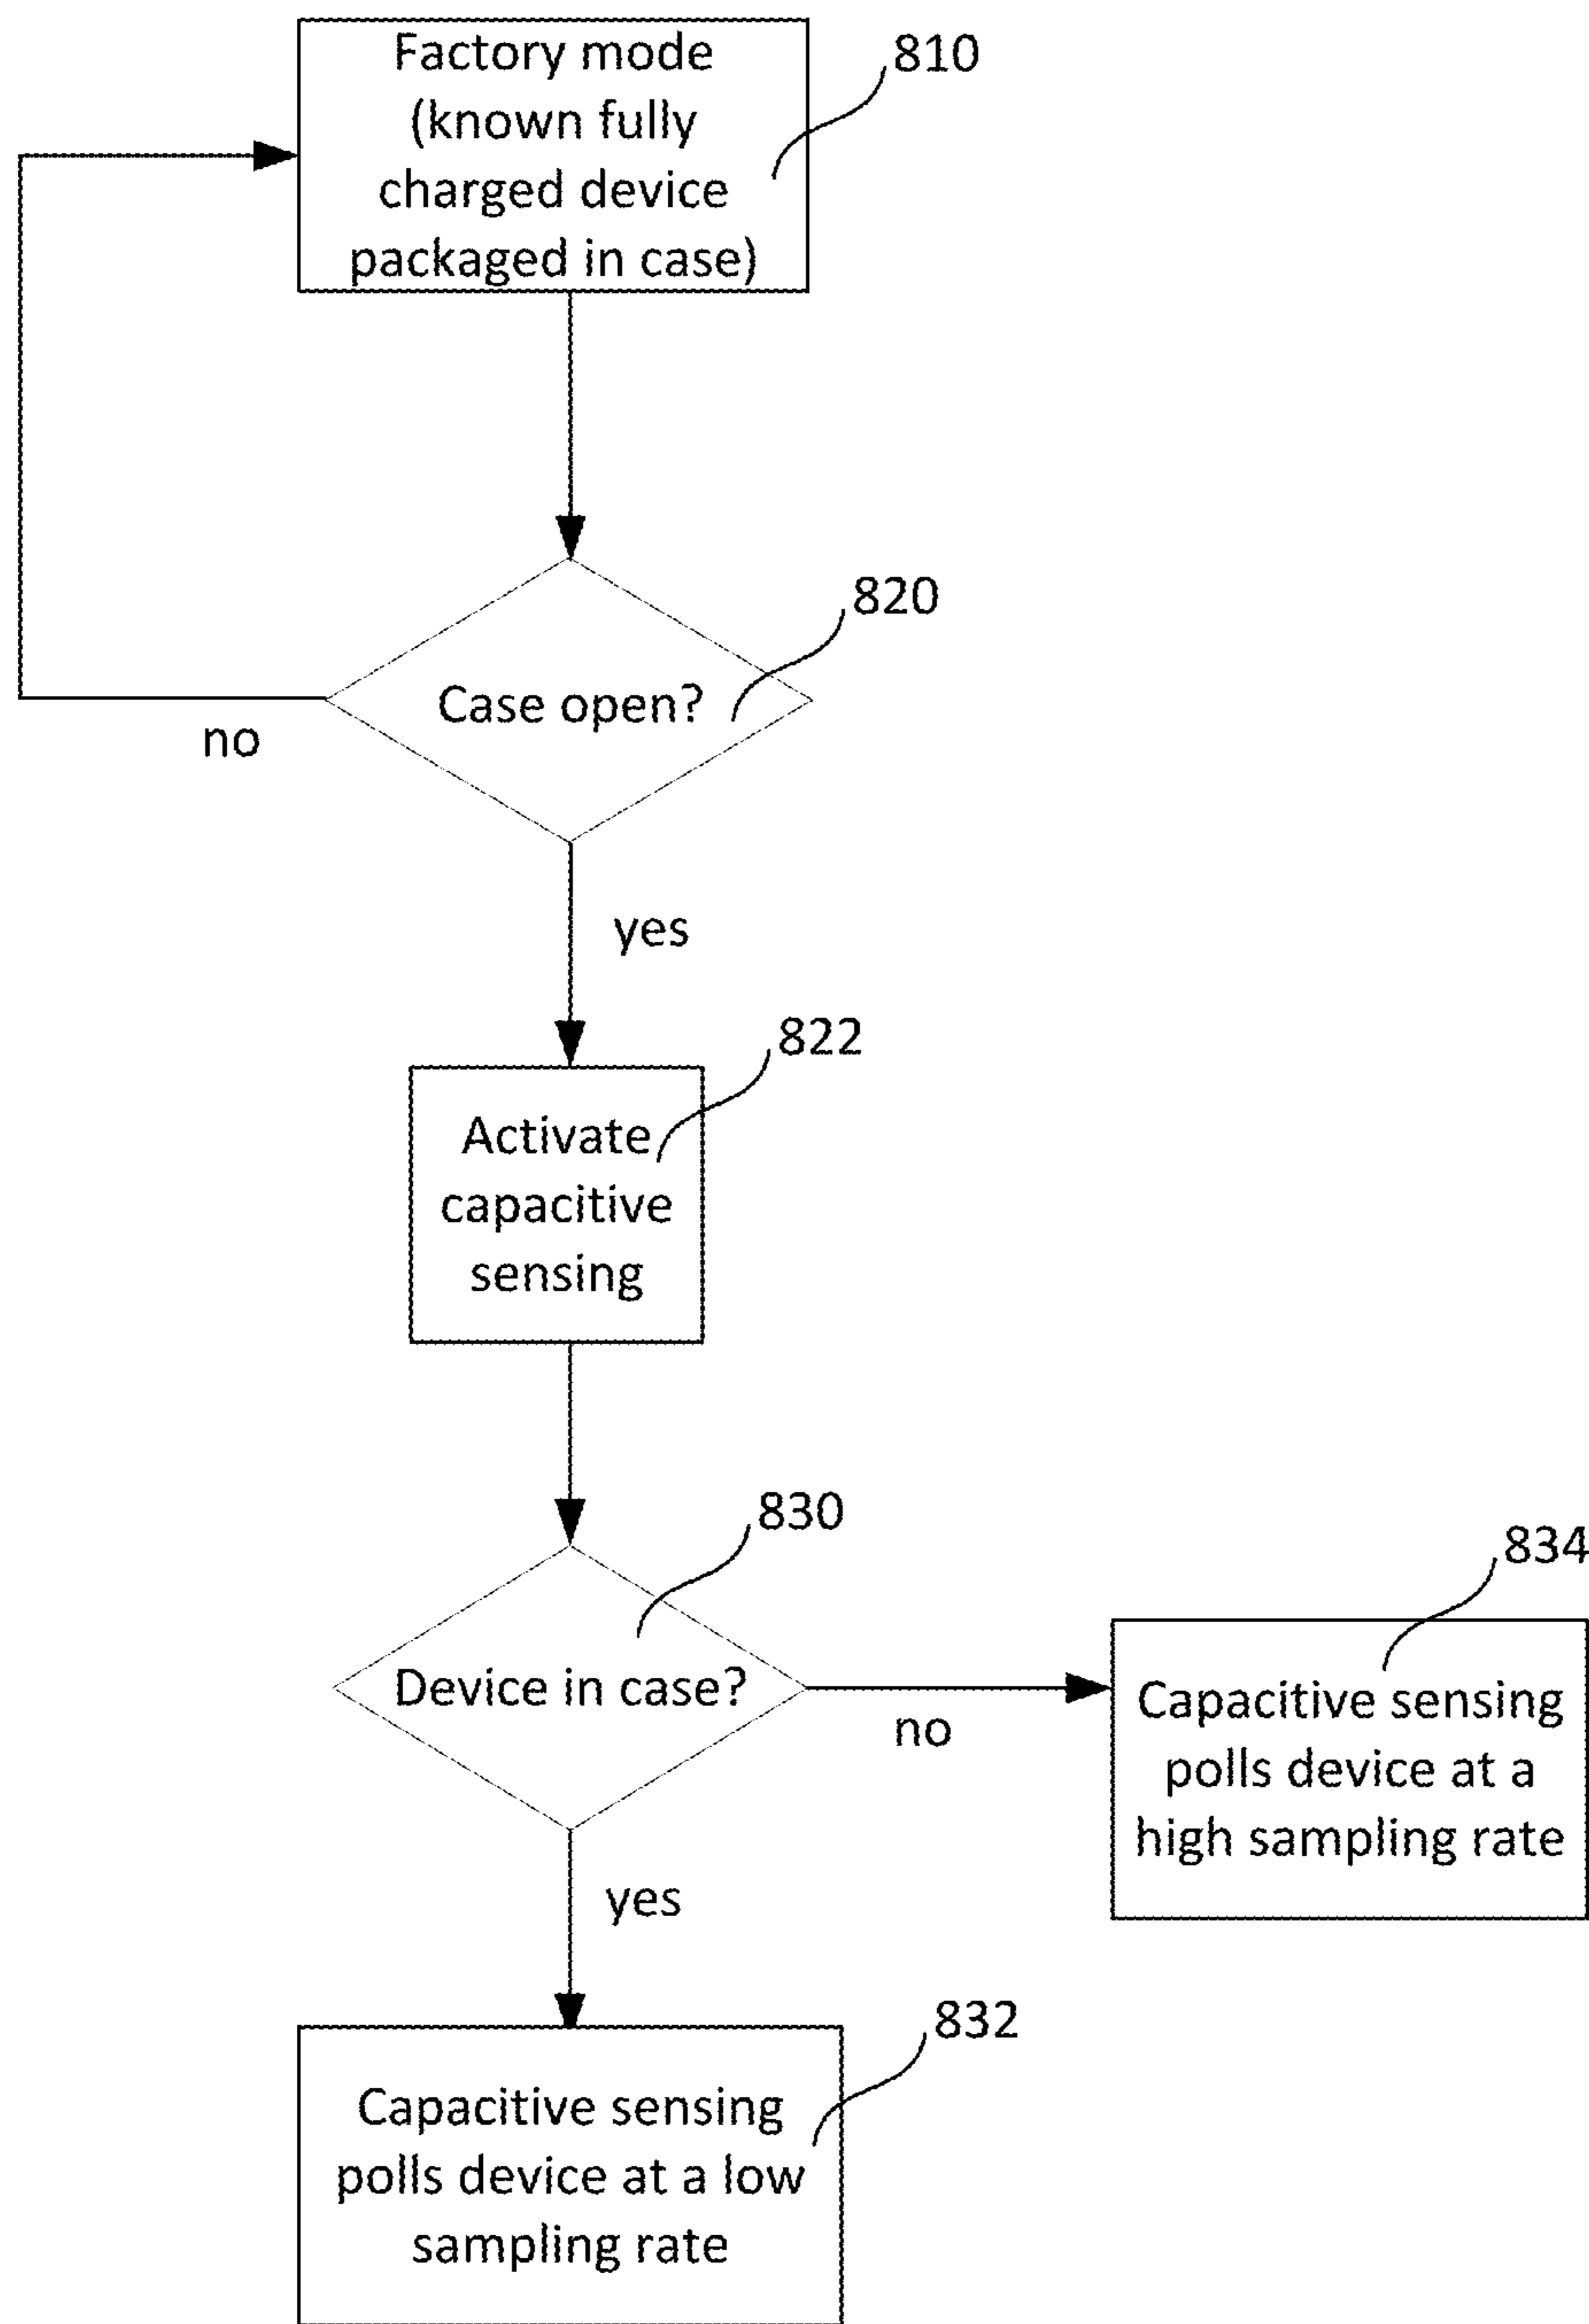 Factory mode
(known fully
charged device
packaged in case)
810
820
Case open?
no
yes
822
Activate
capacitive
sensing
830
Device in case?
no
834
Capacitive sensing
polls device at a
high sampling rate
yes
832
Capacitive sensing
polls device at a low
sampling rate